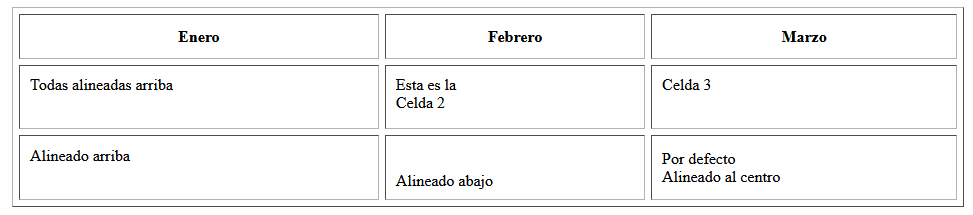 Enero
Febrero
Marzo
Todas alineadas arriba
Esta es la
Celda 2
Celda 3
Alineado arriba
Alineado abajo
Por defecto
Alineado al centro